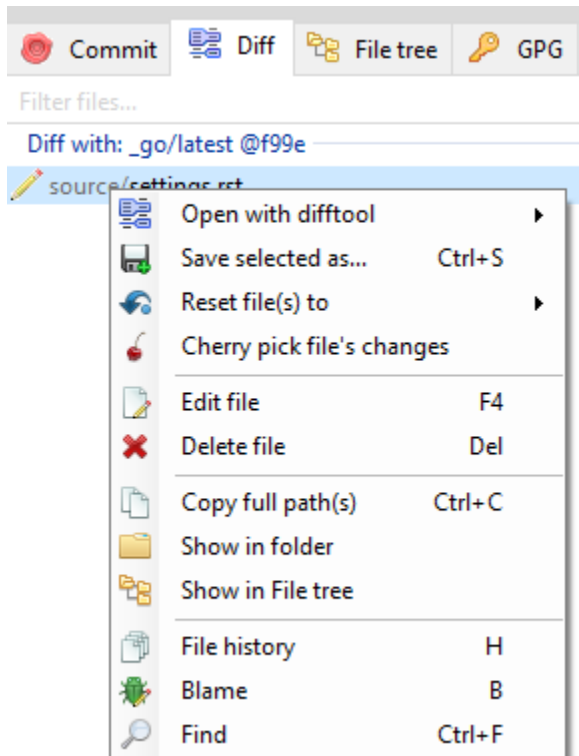 Commit Diff File tree GPG
Filter files...
Diff with: _go/latest @f99e
source/settings.rst
Open with difftool
Save selected as... Ctrl+S
Reset file(s) to
Cherry pick file's changes
Edit file F4
Delete file Del
Copy full path(s) Ctrl+C
Show in folder
Show in File tree
File history H
Blame B
Find Ctrl+F